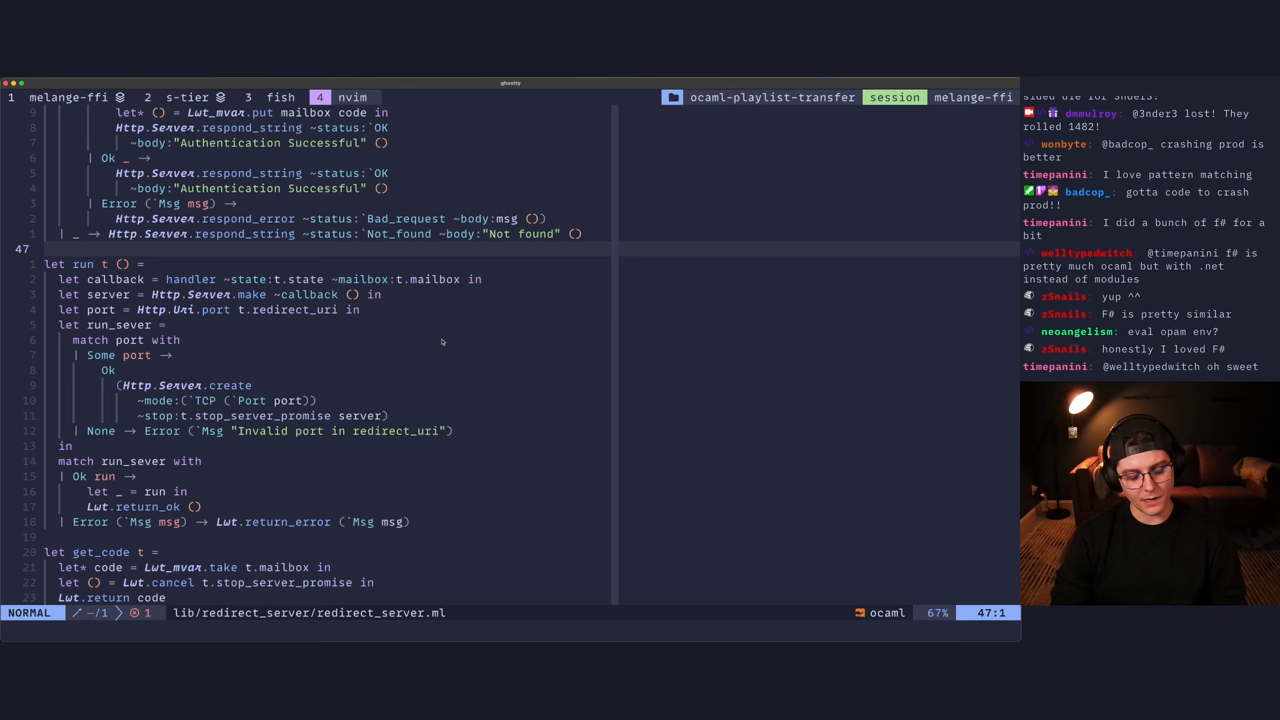 ghostty
1 melange-ffi 2 s-tier 3 fish 4 nvim ocaml-playlist-transfer session melange-ffi
9 let* () = Lwt_mvar.put mailbox code in
8 Http.Server.respond_string ~status:`OK
7 ~body:"Authentication Successful" ()
6 | Ok _ →
5 Http.Server.respond_string ~status:`OK
4 ~body:"Authentication Successful" ()
3 | Error (`Msg msg) →
2 Http.Server.respond_error ~status:`Bad_request ~body:msg ())
1 | _ → Http.Server.respond_string ~status:`Not_found ~body:"Not found" ()
47
1 let run t () =
2 let callback = handler ~state:t.state ~mailbox:t.mailbox in
3 let server = Http.Server.make ~callback () in
4 let port = Http.Uri.port t.redirect_uri in
5 let run_sever =
6 match port with
7 | Some port →
8 Ok
9 (Http.Server.create
10 ~mode:(`TCP (`Port port))
11 ~stop:t.stop_server_promise server)
12 | None → Error (`Msg "Invalid port in redirect_uri")
13 in
14 match run_sever with
15 | Ok run →
16 let _ = run in
17 Lwt.return_ok ()
18 | Error (`Msg msg) → Lwt.return_error (`Msg msg)
19
20 let get_code t =
21 let* code = Lwt_mvar.take t.mailbox in
22 let () = Lwt.cancel t.stop_server_promise in
23 Lwt.return code
NORMAL ~/1 1 lib/redirect_server/redirect_server.ml ocaml 67% 47:1
sided die for 3nder3!
dmmulroy: @3nder3 lost! They
rolled 1482!
wonbyte: @badcop_ crashing prod is
better
timepanini: I love pattern matching
badcop_: gotta code to crash
prod!!
timepanini: I did a bunch of f# for a
bit
welltypedwitch: @timepanini f# is
pretty much ocaml but with .net
instead of modules
zSnails: yup ^^
zSnails: F# is pretty similar
neoangelism: eval opam env?
zSnails: honestly I loved F#
timepanini: @welltypedwitch oh sweet